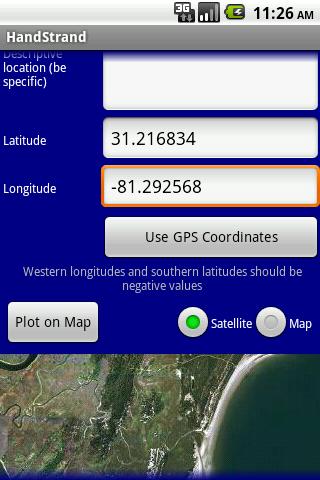 3G 11:26 AM
HandStrand
Descriptive
location (be
specific)
Latitude 31.216834
Longitude -81.292568
Use GPS Coordinates
Western longitudes and southern latitudes should be
negative values
Plot on Map Satellite Map